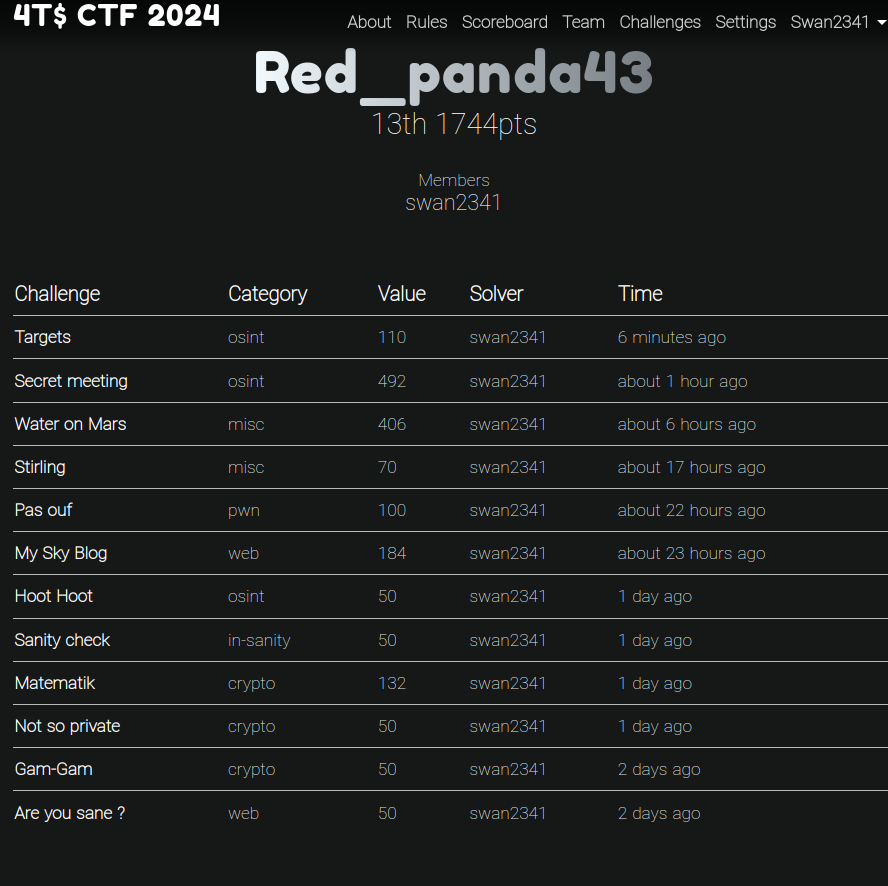 4T$ CTF 2024
About Rules Scoreboard Team Challenges Settings Swan2341
Red_panda43
13th 1744pts
Members
swan2341
Challenge Category Value Solver Time
Targets osint 110 swan2341 6 minutes ago
Secret meeting osint 492 swan2341 about 1 hour ago
Water on Mars misc 406 swan2341 about 6 hours ago
Stirling misc 70 swan2341 about 17 hours ago
Pas ouf pwn 100 swan2341 about 22 hours ago
My Sky Blog web 184 swan2341 about 23 hours ago
Hoot Hoot osint 50 swan2341 1 day ago
Sanity check in-sanity 50 swan2341 1 day ago
Matematik crypto 132 swan2341 1 day ago
Not so private crypto 50 swan2341 1 day ago
Gam-Gam crypto 50 swan2341 2 days ago
Are you sane ? web 50 swan2341 2 days ago